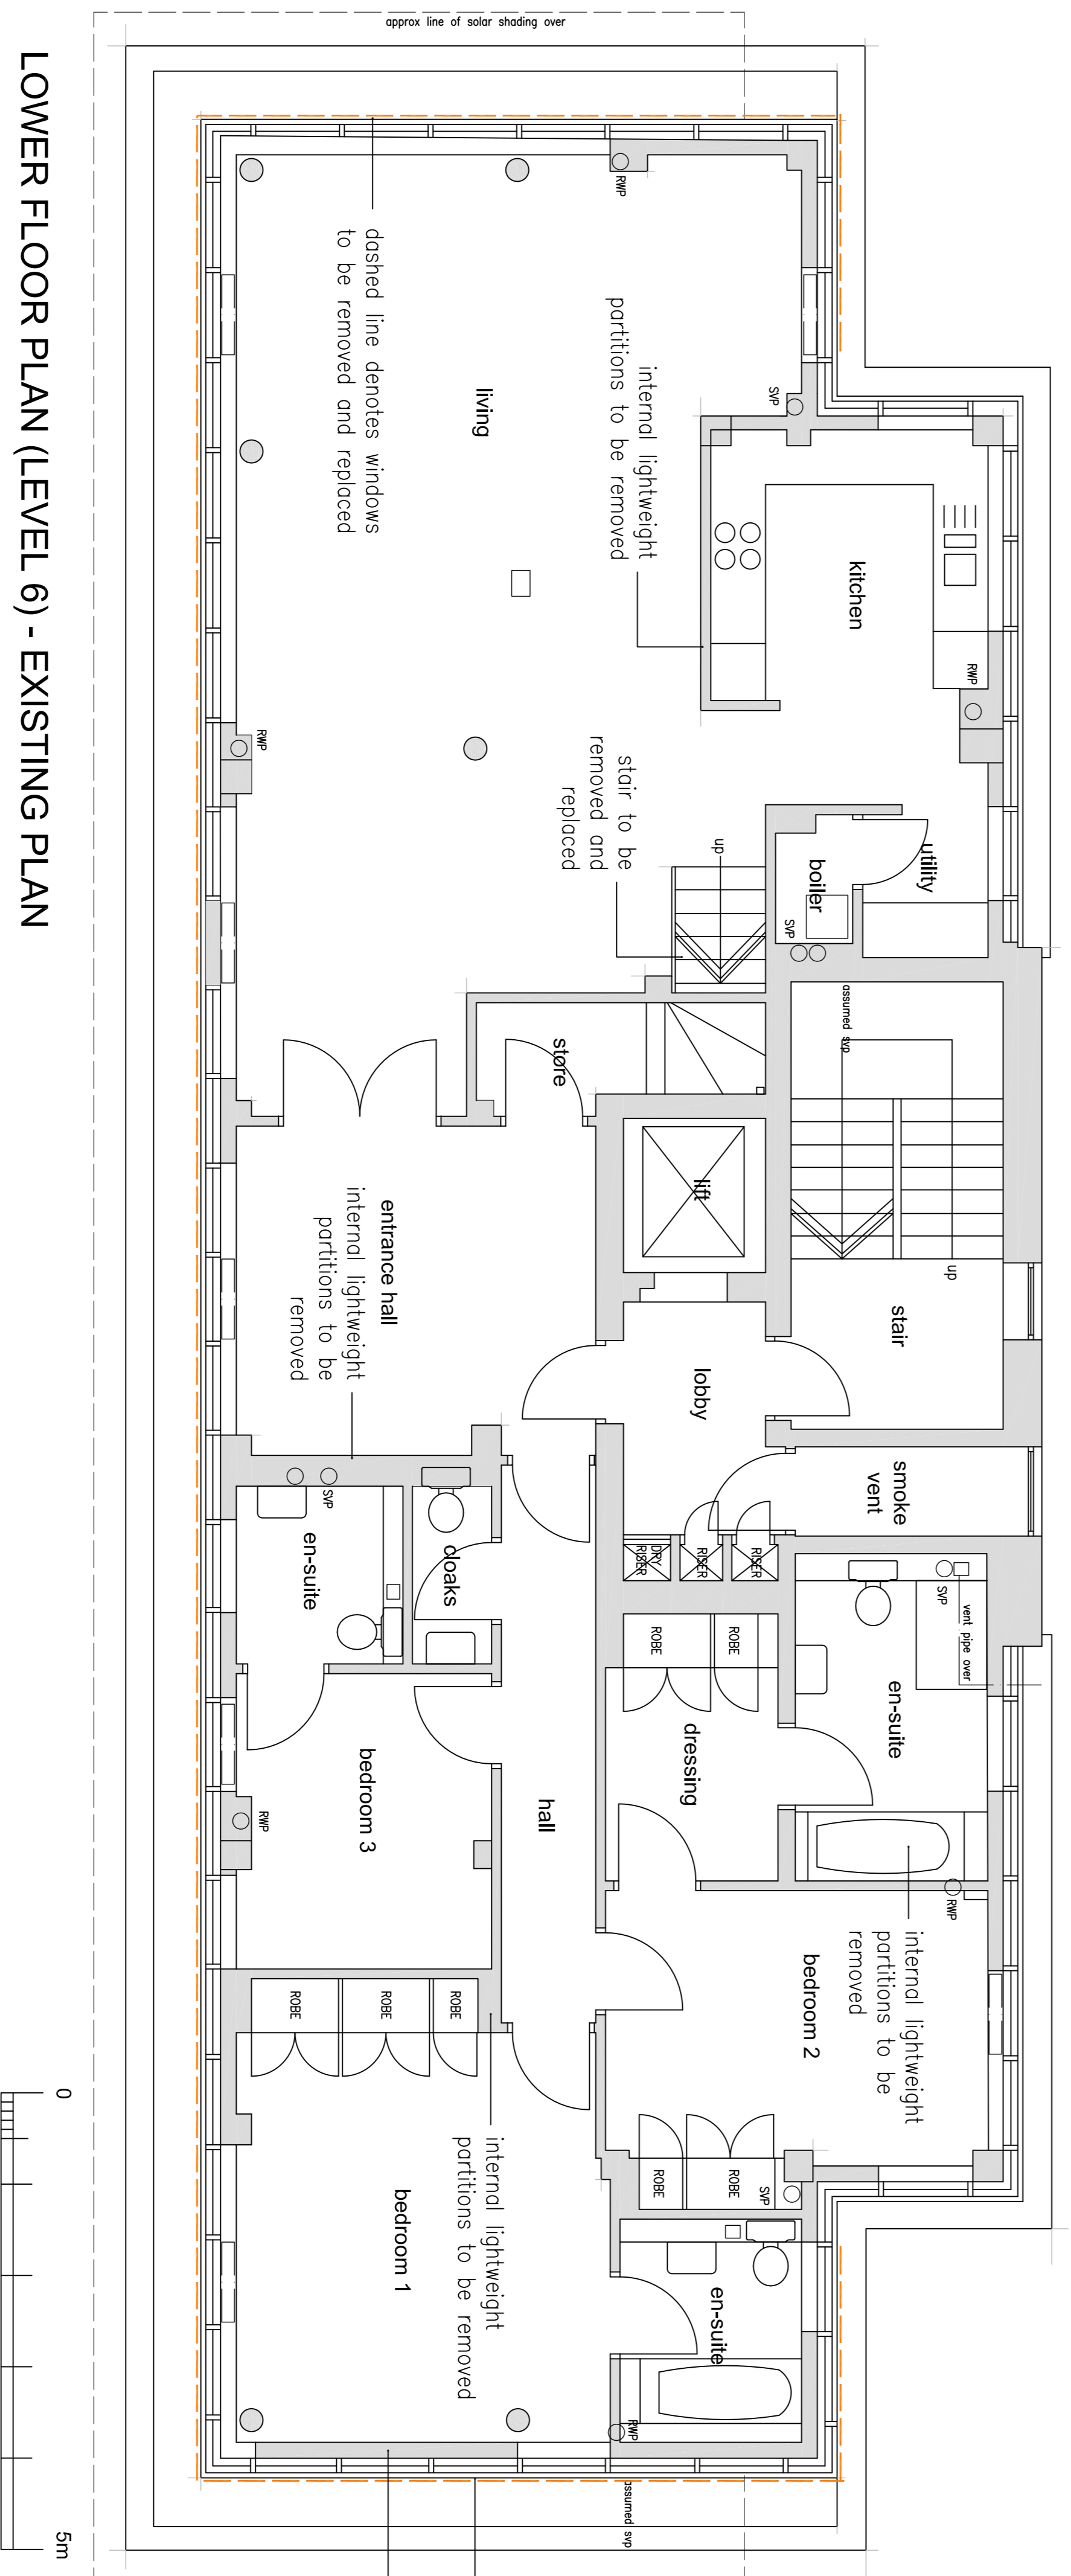 LOWER FLOOR PLAN (LEVEL 6) - EXISTING PLAN
approx line of solar shading over
RWP
SVP
kitchen
RWP
internal lightweight
partitions to be removed
living
dashed line denotes windows
to be removed and replaced
stair to be
removed and
replaced
RWP
up
utility
boiler
SVP
assumed svp
store
lift
up
stair
lobby
entrance hall
internal lightweight
partitions to be
removed
smoke
vent
RISER
RISER
DRY
RISER
SVP
cloaks
en-suite
SVP
vent pipe over
en-suite
ROBE
ROBE
dressing
hall
bedroom 3
RWP
RWP
internal lightweight
partitions to be
removed
bedroom 2
ROBE
ROBE
ROBE
ROBE
ROBE
SVP
internal lightweight
partitions to be removed
bedroom 1
en-suite
RWP
assumed svp
0
5m